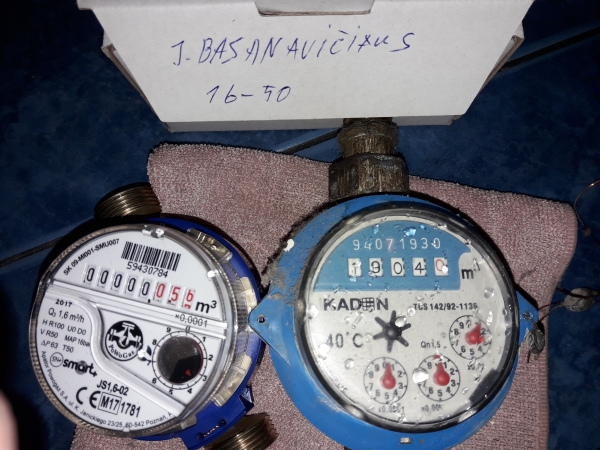 J. BASANAVIČIAUS
16-50
SK 09-MI001-SMU007
59430784
00000056 m³
x0,0001
2017
Q₃ 1,6 m³/h
H R100 U0 D0
V R50 MAP 16bar
ΔP 63 T50
smart+
JS1,6-02
CE M17 1781
94071930
19040 m³
KADEN TLS 142/92-1136
40°C Qn1,5